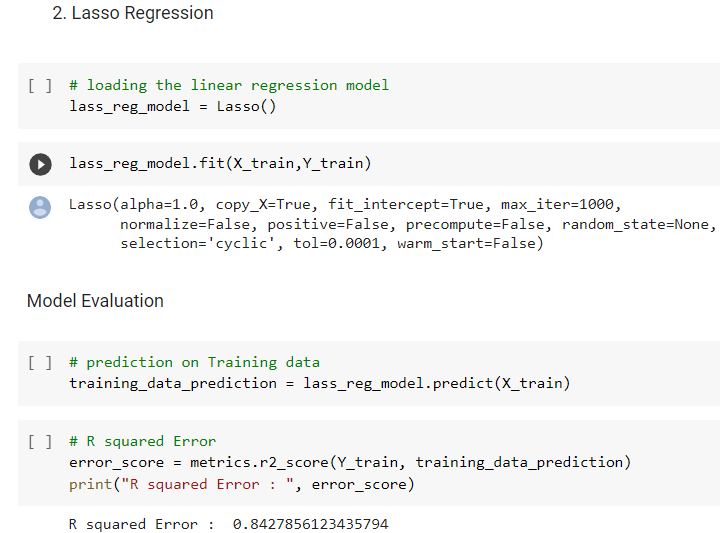 2. Lasso Regression
[ ] # loading the linear regression model
lass_reg_model = Lasso()
lass_reg_model.fit(X_train,Y_train)
Lasso(alpha=1.0, copy_X=True, fit_intercept=True, max_iter=1000,
normalize=False, positive=False, precompute=False, random_state=None,
selection='cyclic', tol=0.0001, warm_start=False)
Model Evaluation
[ ] # prediction on Training data
training_data_prediction = lass_reg_model.predict(X_train)
[ ] # R squared Error
error_score = metrics.r2_score(Y_train, training_data_prediction)
print("R squared Error : ", error_score)
R squared Error :  0.8427856123435794